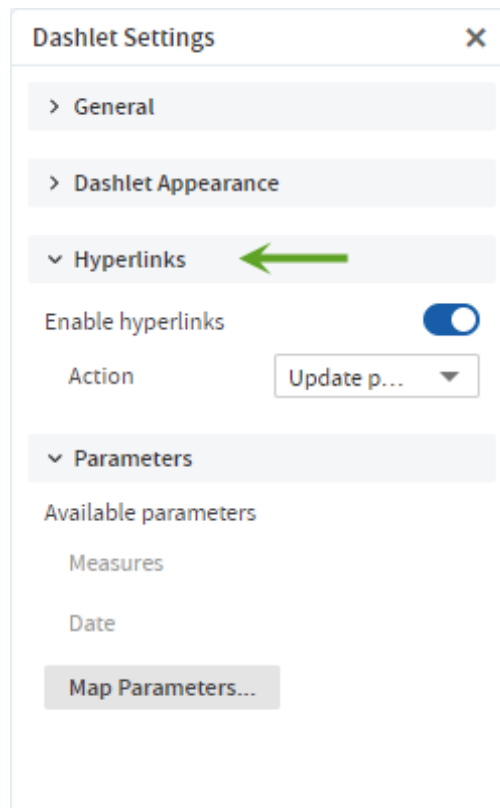 Dashlet Settings
General
Dashlet Appearance
Hyperlinks
Enable hyperlinks
Action Update p...
Parameters
Available parameters
Measures
Date
Map Parameters...